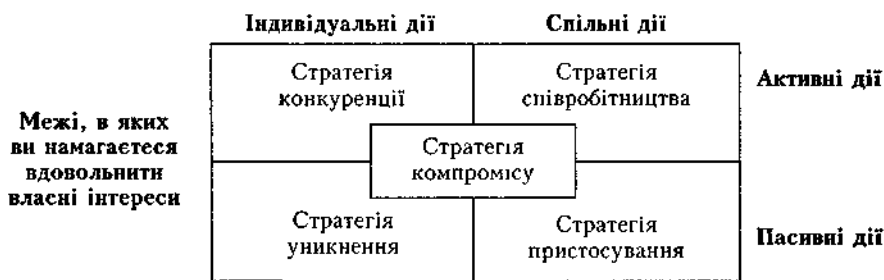 Індивідуальні дії Спільні дії
Стратегія Стратегія
конкуренції співробітництва
Активні дії
Межі, в яких
ви намагаетеся
вдовольнити
власні інтереси
Стратегія
компромісу
Стратегія Стратегія
уникнення пристосування
Пасивні дії